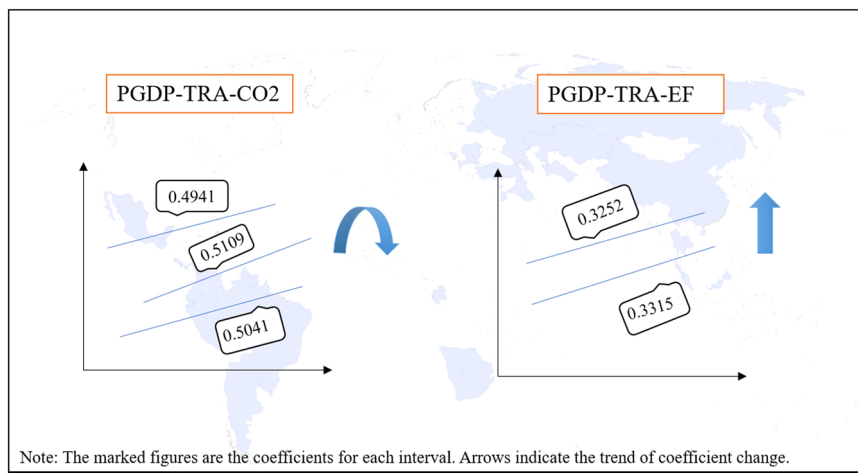 PGDP-TRA-CO2
PGDP-TRA-EF
0.4941
0.5109
0.5041
0.3252
0.3315
Note: The marked figures are the coefficients for each interval. Arrows indicate the trend of coefficient change.